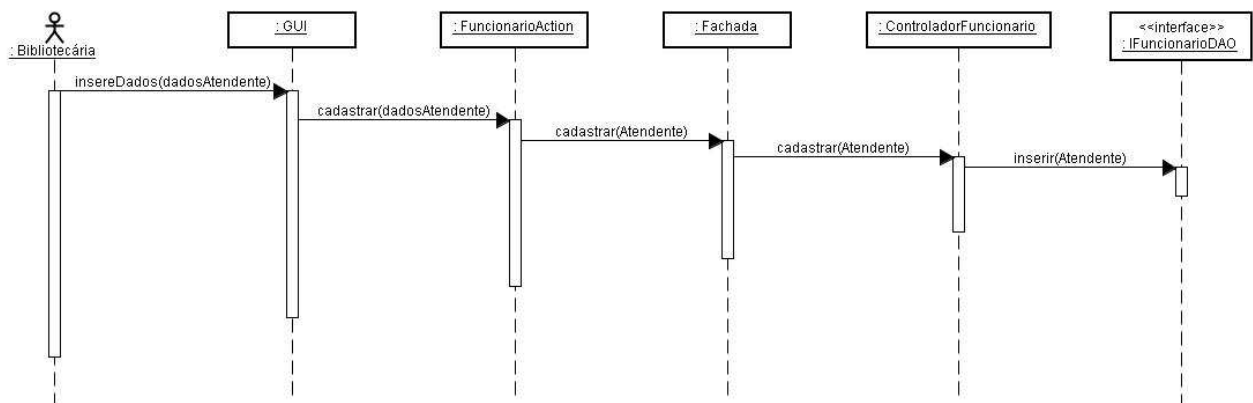 : Bibliotecária
: GUI
: FuncionarioAction
: Fachada
: ControladorFuncionario
<<interface>>
: IFuncionarioDAO
insereDados(dadosAtendente)
cadastrar(dadosAtendente)
cadastrar(Atendente)
cadastrar(Atendente)
inserir(Atendente)